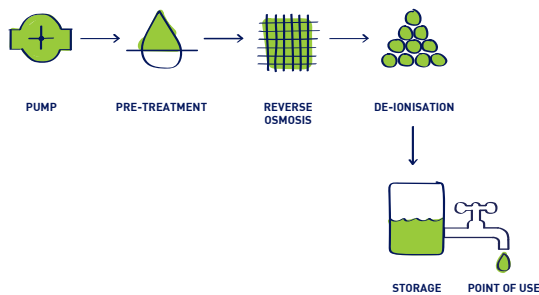 PUMP
PRE-TREATMENT
REVERSE
OSMOSIS
DE-IONISATION
STORAGE
POINT OF USE